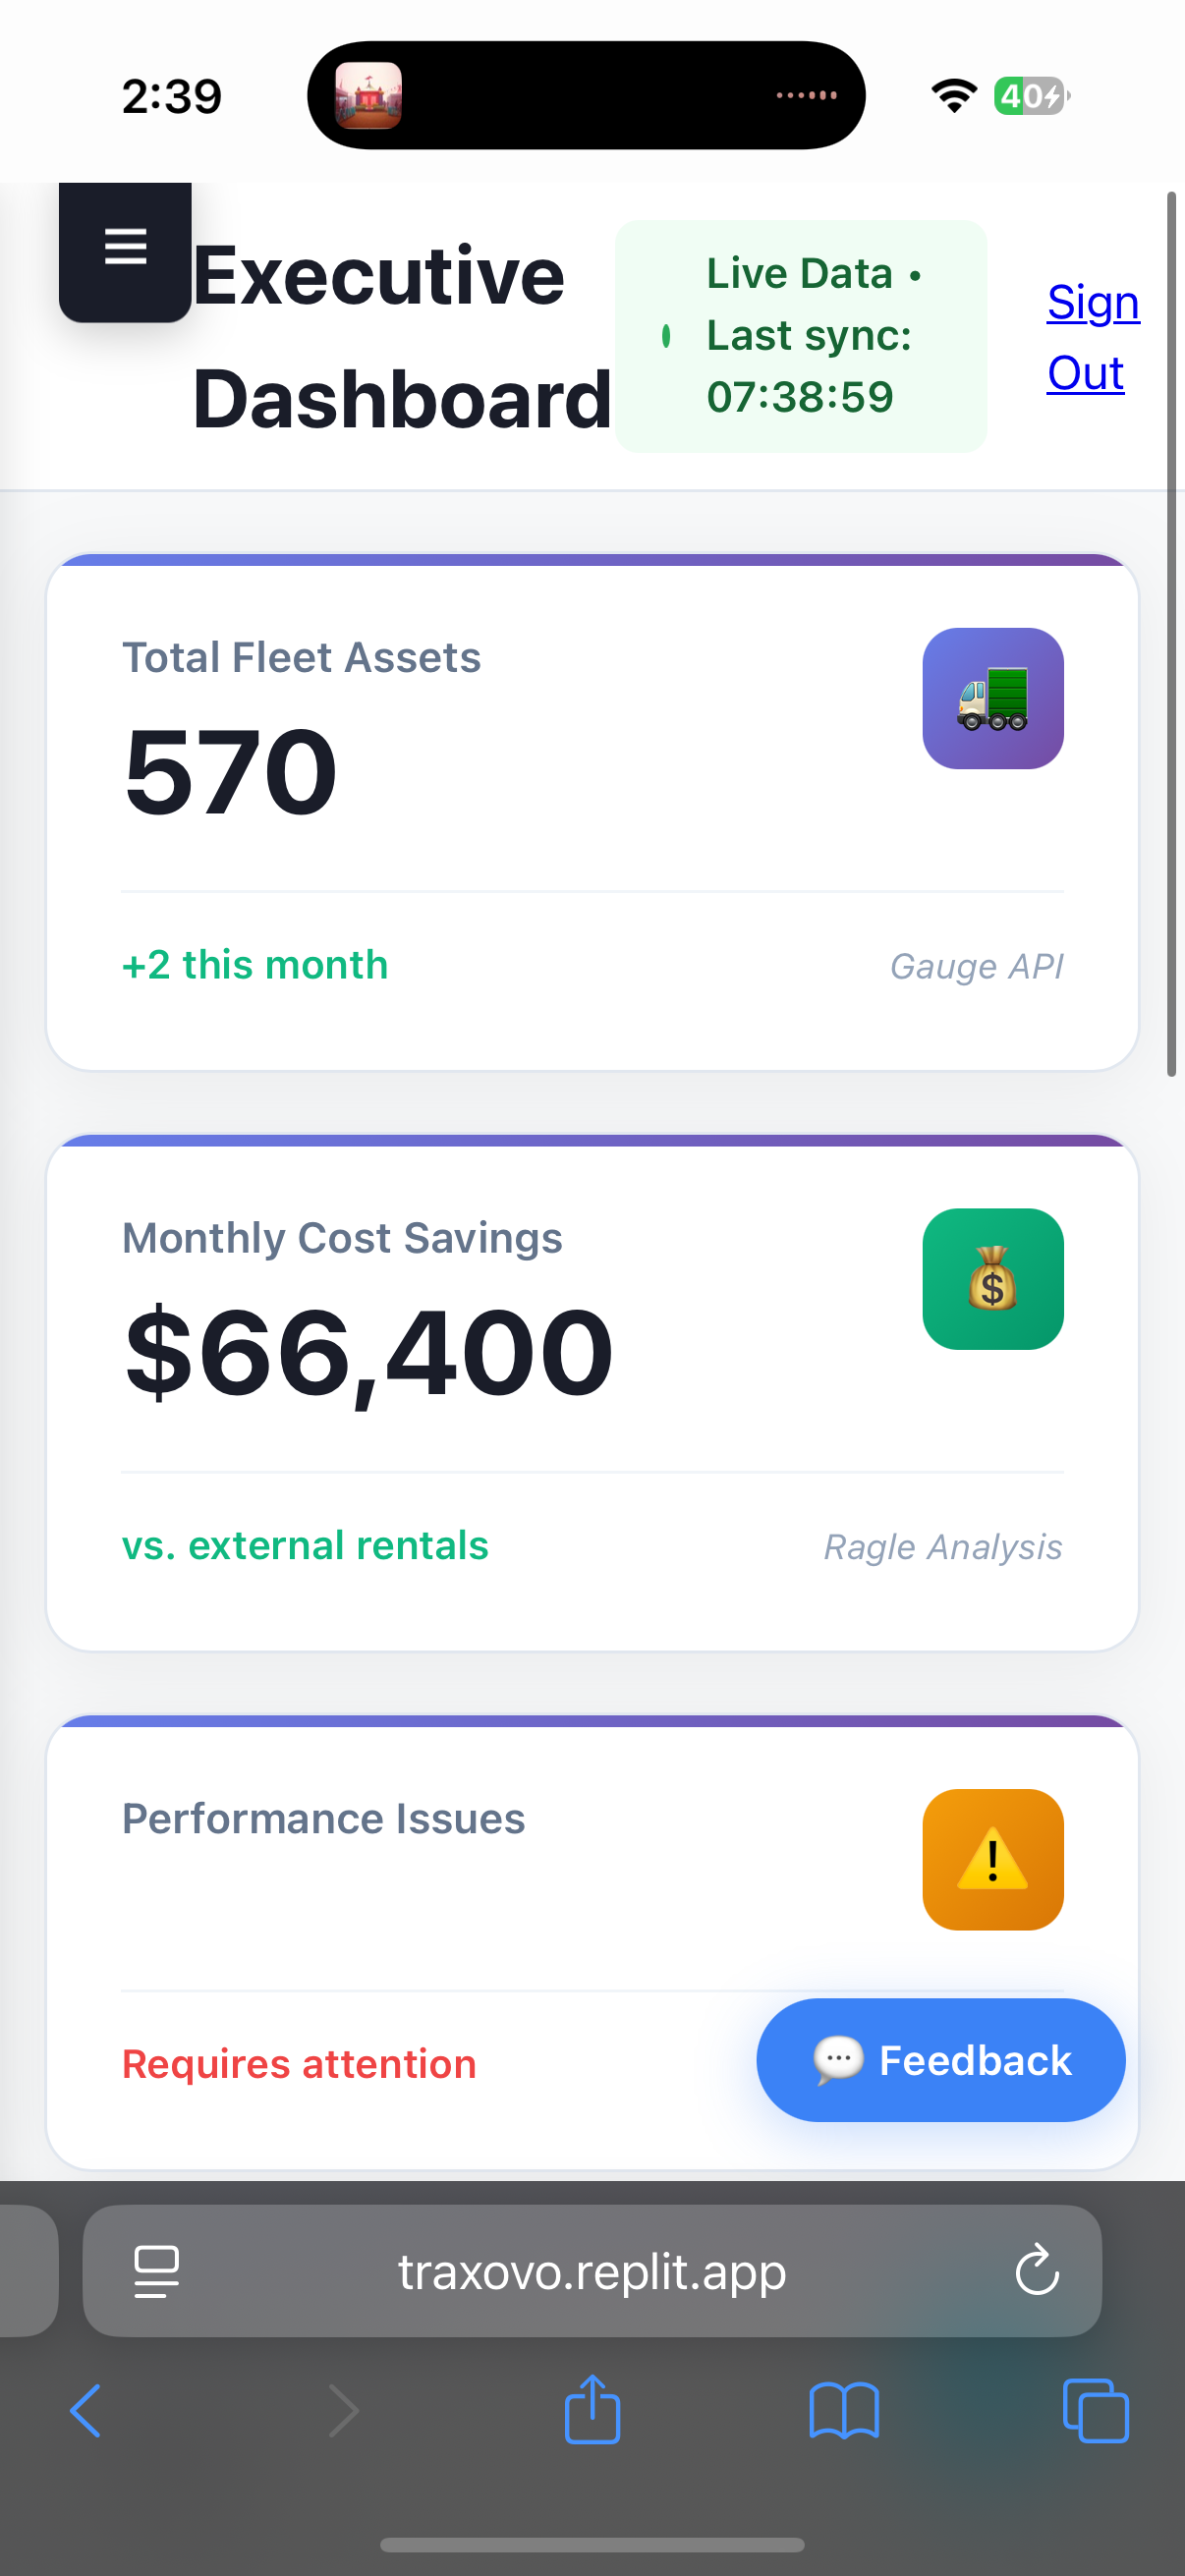 2:39
40
Executive
Dashboard
Live Data •
Last sync:
07:38:59
Sign
Out
Total Fleet Assets
570
+2 this month
Gauge API
Monthly Cost Savings
$66,400
vs. external rentals
Ragle Analysis
Performance Issues
Requires attention
Feedback
traxovo.replit.app